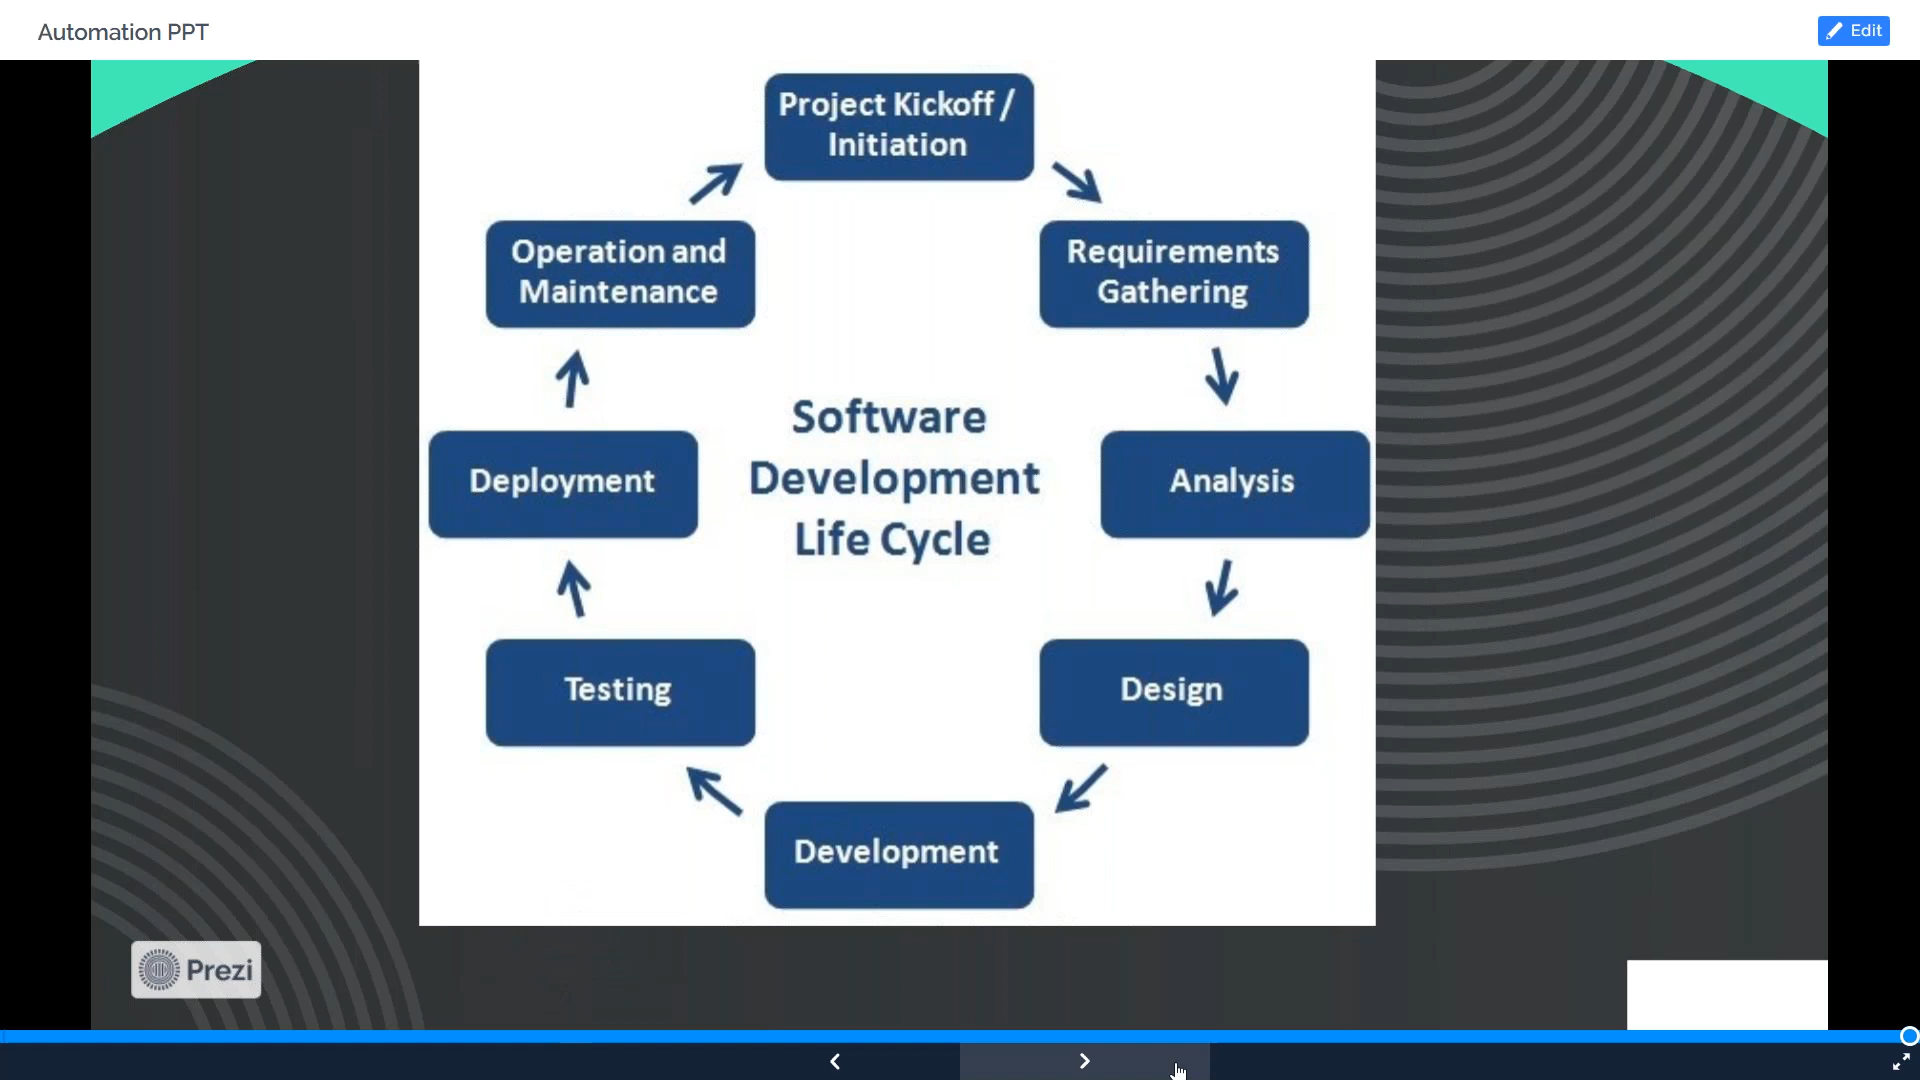 Automation PPT
Edit
Project Kickoff /
Initiation
Operation and
Maintenance
Requirements
Gathering
Software
Development
Life Cycle
Deployment
Analysis
Testing
Design
Development
Prezi